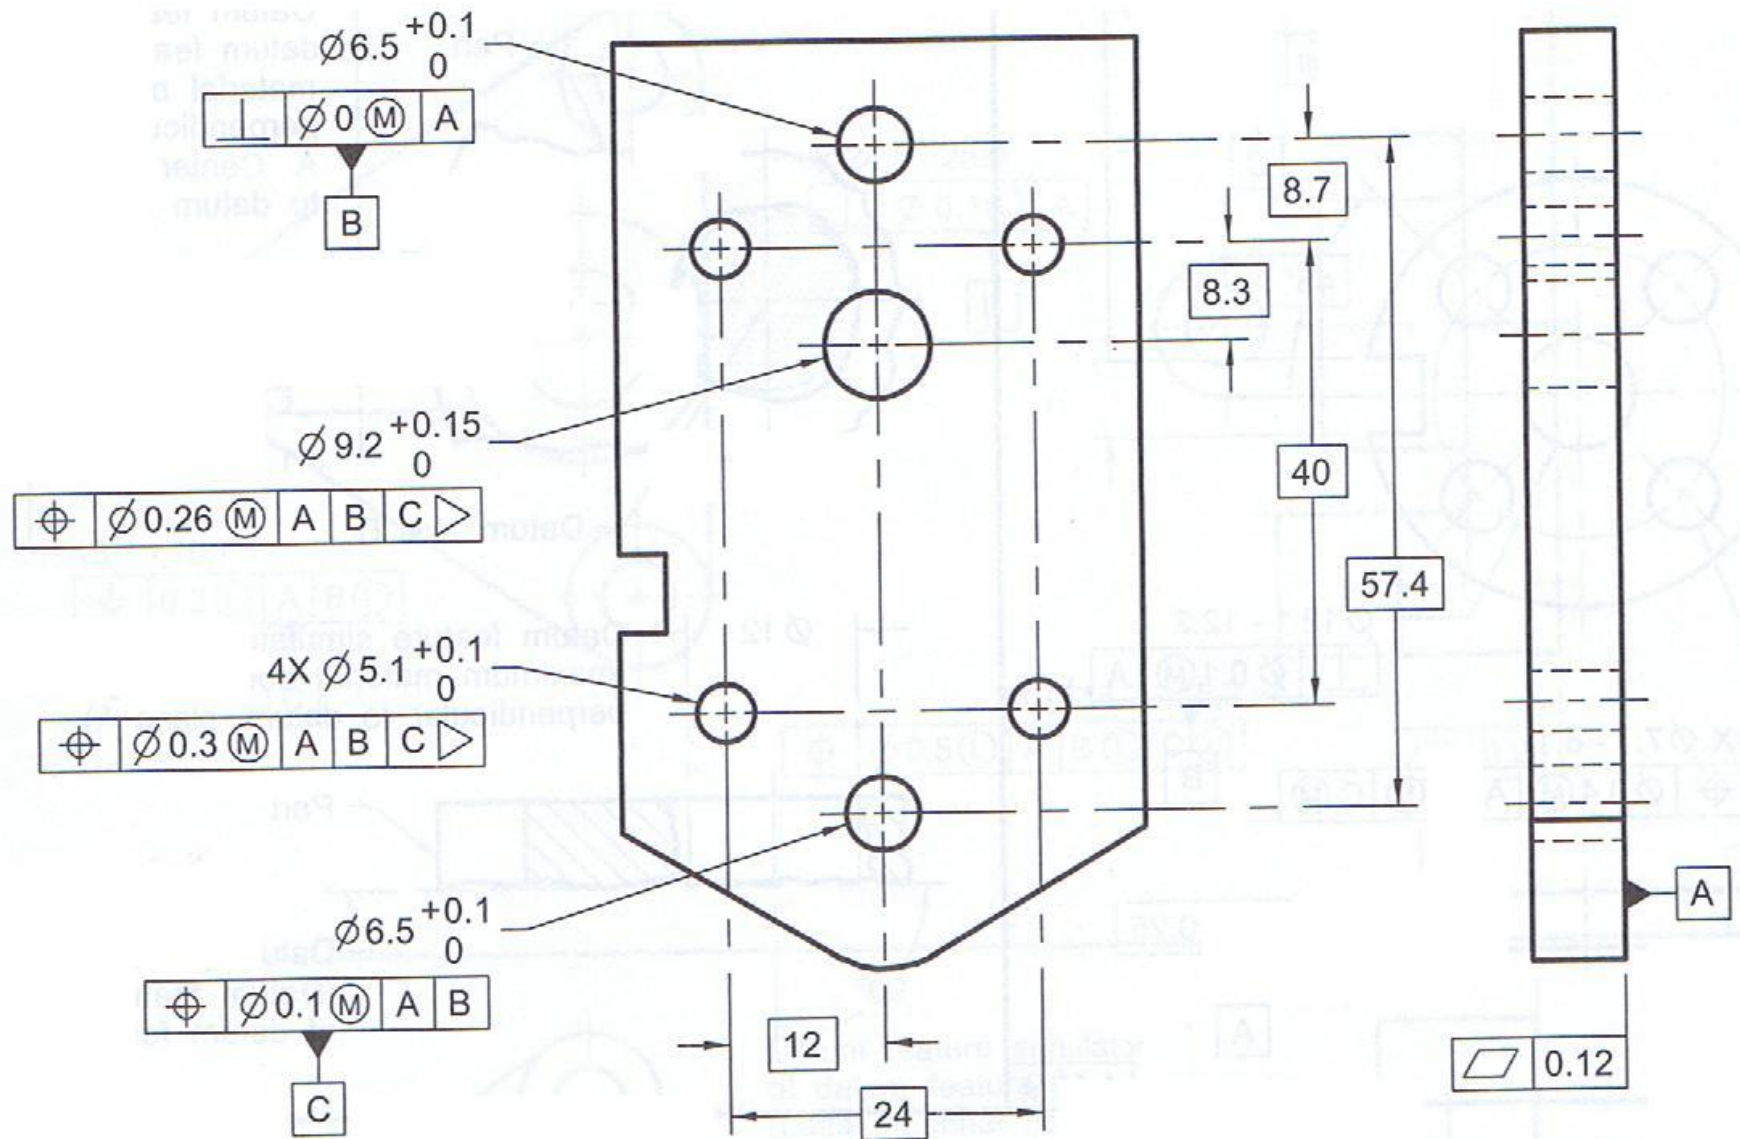 Ø6.5 +0.1 0
⟂ Ø0 Ⓜ A
B
8.7
8.3
Ø9.2 +0.15 0
⌖ Ø0.26 Ⓜ A B C ▷
40
57.4
4X Ø5.1 +0.1 0
⌖ Ø0.3 Ⓜ A B C ▷
A
Ø6.5 +0.1 0
⌖ Ø0.1 Ⓜ A B
C
12
24
⏥ 0.12